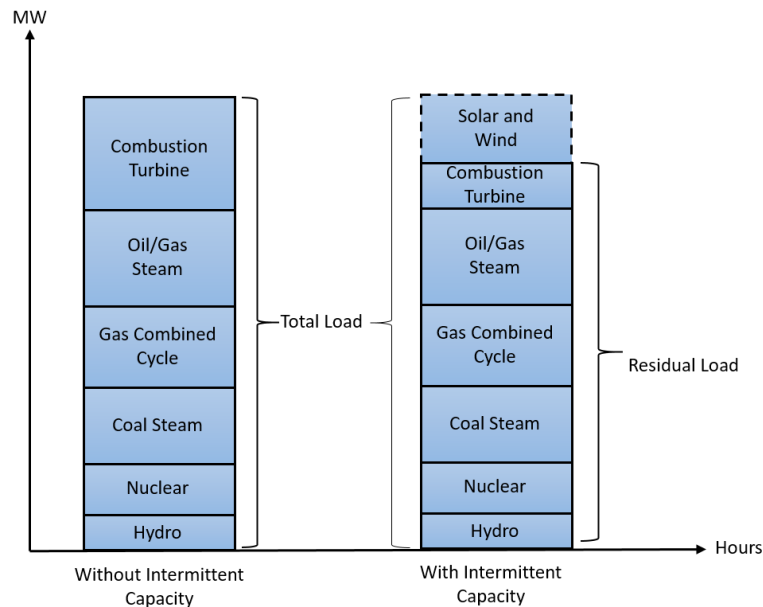 MW
Combustion
Turbine
Oil/Gas
Steam
Gas Combined
Cycle
Coal Steam
Nuclear
Hydro
Without Intermittent
Capacity
Total Load
Solar and
Wind
Combustion
Turbine
Oil/Gas
Steam
Gas Combined
Cycle
Coal Steam
Nuclear
Hydro
With Intermittent
Capacity
Residual Load
Hours